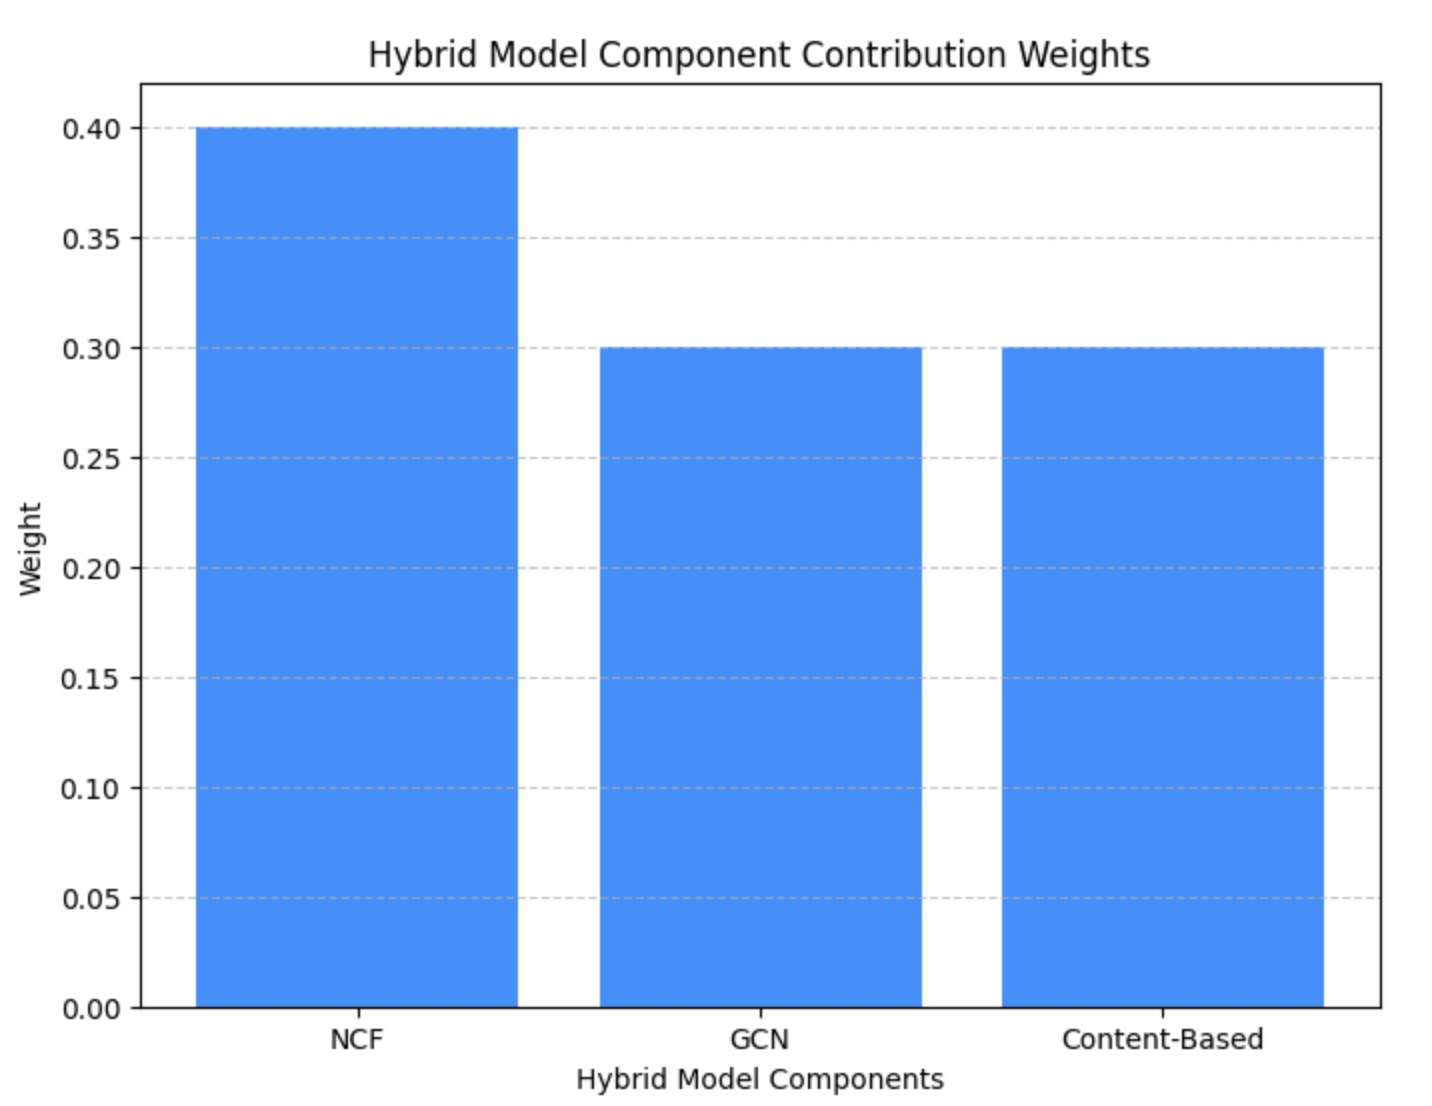 Hybrid Model Component Contribution Weights
0.40
0.35
0.30
0.25
0.20
0.15
0.10
0.05
0.00
Weight
NCF
GCN
Content-Based
Hybrid Model Components